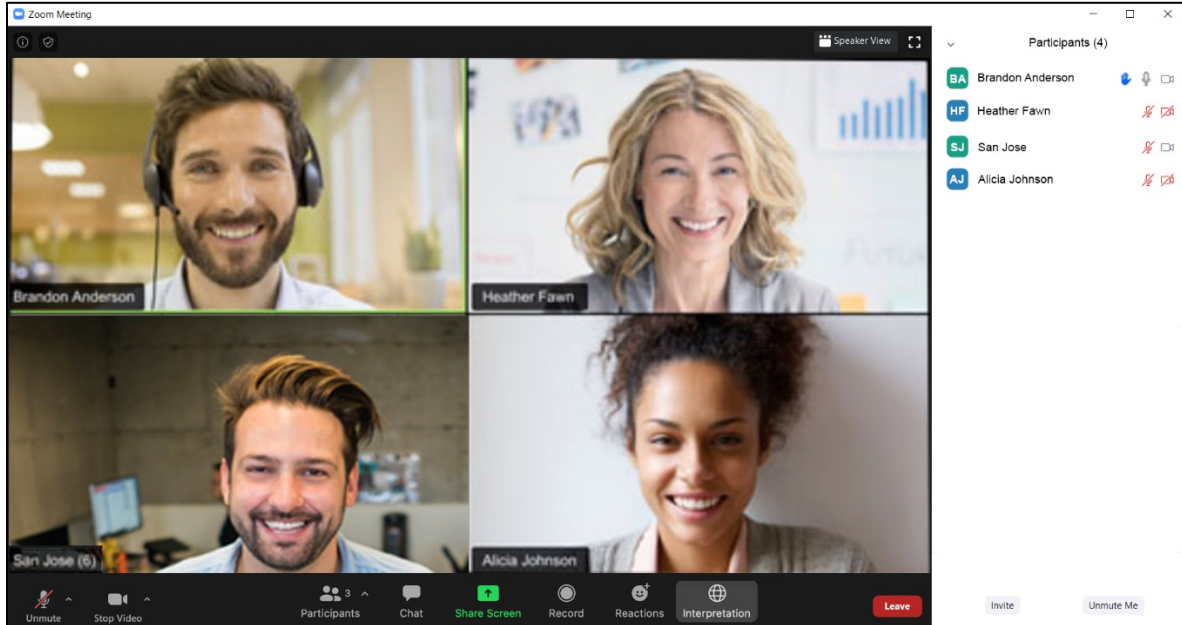 Zoom Meeting
Speaker View
Participants (4)
BA Brandon Anderson
HF Heather Fawn
SJ San Jose
AJ Alicia Johnson
Brandon Anderson
Heather Fawn
San Jose (6)
Alicia Johnson
Unmute
Stop Video
Participants
3
Chat
Share Screen
Record
Reactions
Interpretation
Leave
Invite
Unmute Me